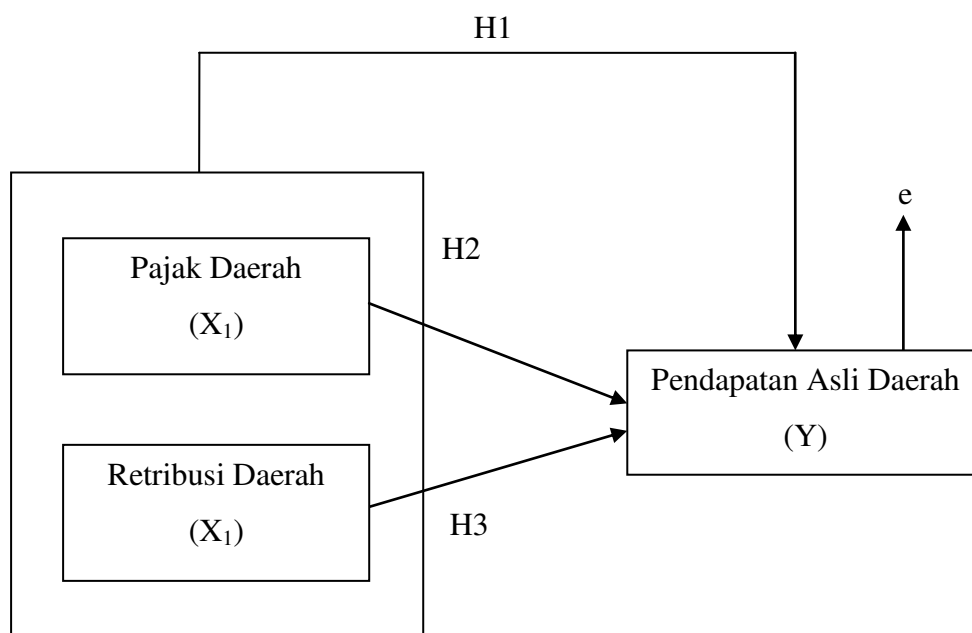 H1
e
H2
Pajak Daerah
(X₁)
Pendapatan Asli Daerah
(Y)
Retribusi Daerah
(X₁)
H3